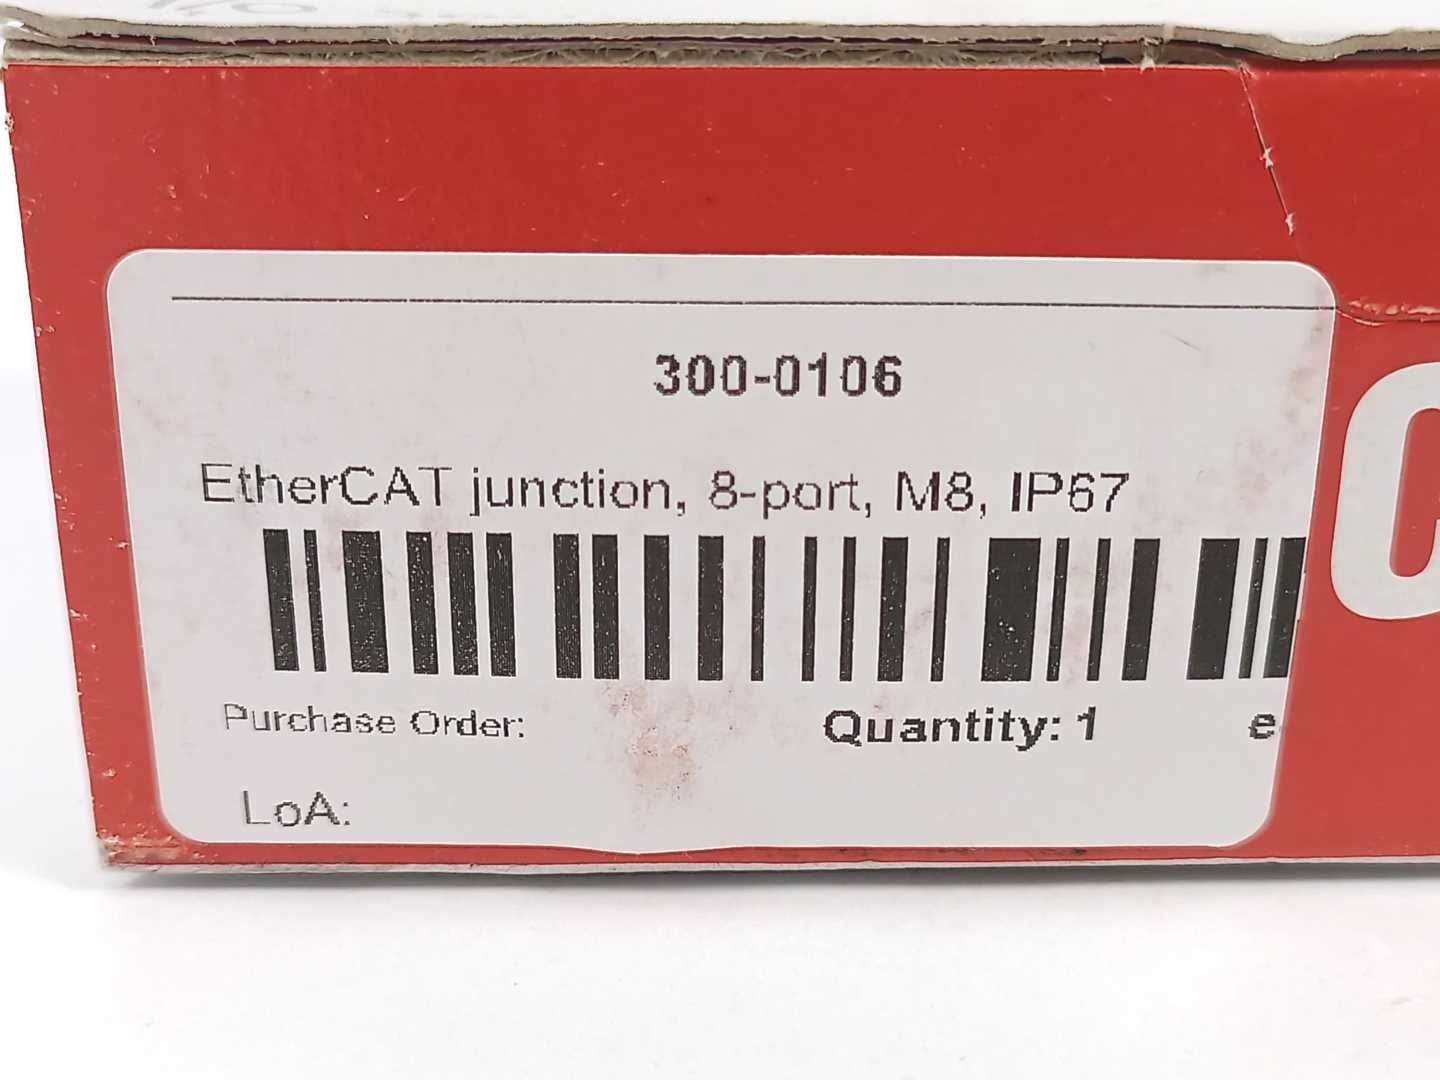 300-0106
EtherCAT junction, 8-port, M8, IP67
Purchase Order:
Quantity: 1
LoA: